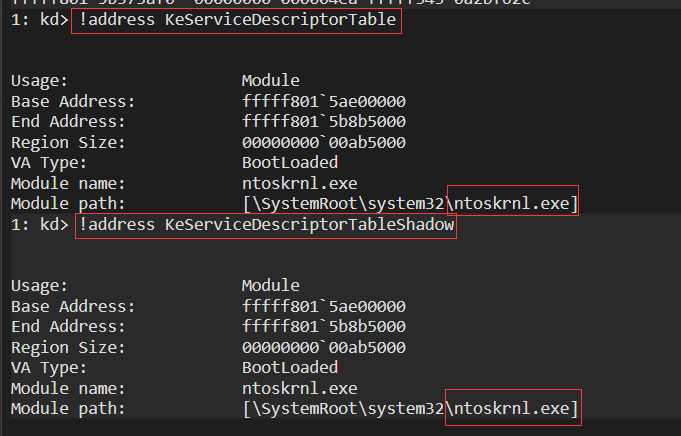 1: kd> !address KeServiceDescriptorTable
Usage: Module
Base Address: fffff801`5ae00000
End Address: fffff801`5b8b5000
Region Size: 00000000`00ab5000
VA Type: BootLoaded
Module name: ntoskrnl.exe
Module path: [\SystemRoot\system32\ntoskrnl.exe]
1: kd> !address KeServiceDescriptorTableShadow
Usage: Module
Base Address: fffff801`5ae00000
End Address: fffff801`5b8b5000
Region Size: 00000000`00ab5000
VA Type: BootLoaded
Module name: ntoskrnl.exe
Module path: [\SystemRoot\system32\ntoskrnl.exe]